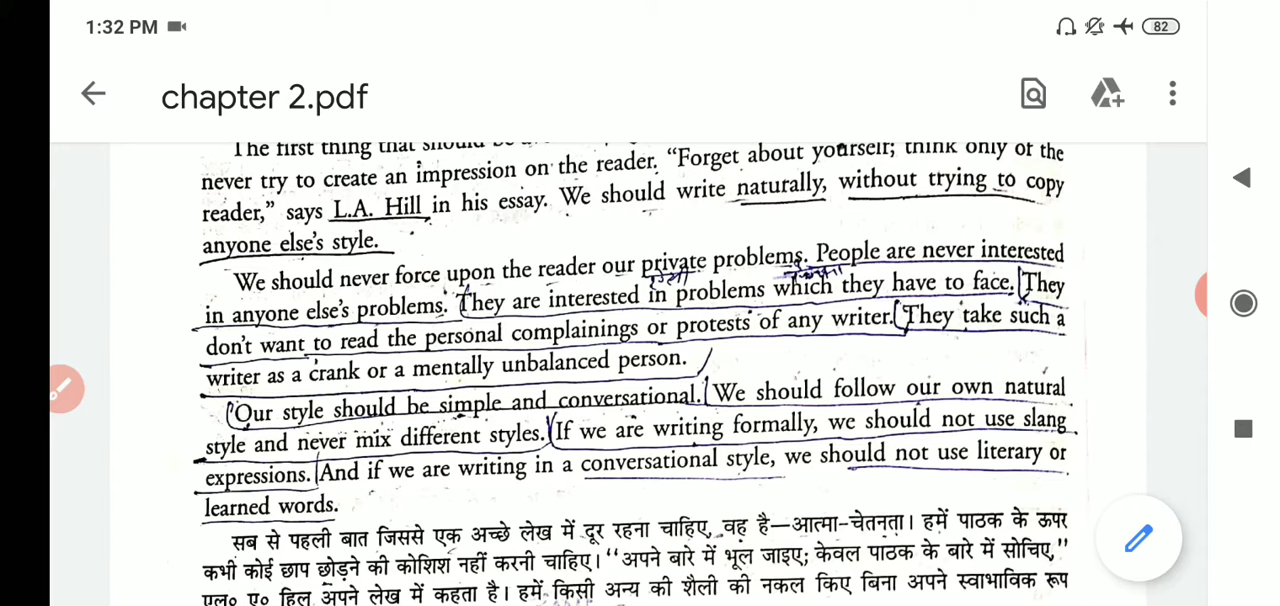 1:32 PM
82
chapter 2.pdf
The first thing that should be
never try to create an impression on the reader. “Forget about yourself; think only of the
reader,” says L.A. Hill in his essay. We should write naturally, without trying to copy
anyone else’s style.
We should never force upon the reader our private problems. People are never interested
in anyone else’s problems. They are interested in problems which they have to face. They
don’t want to read the personal complainings or protests of any writer. They take such a
writer as a crank or a mentally unbalanced person.
Our style should be simple and conversational. We should follow our own natural
style and never mix different styles. If we are writing formally, we should not use slang
expressions. And if we are writing in a conversational style, we should not use literary or
learned words.
सब से पहली बात जिससे एक अच्छे लेख में दूर रहना चाहिए, वह है—आत्मा-चेतनता। हमें पाठक के ऊपर
कभी कोई छाप छोड़ने की कोशिश नहीं करनी चाहिए। “अपने बारे में भूल जाइए; केवल पाठक के बारे में सोचिए,”
एल० ए० हिल अपने लेख में कहता है। हमें किसी अन्य की शैली की नकल किए बिना अपने स्वाभाविक रूप